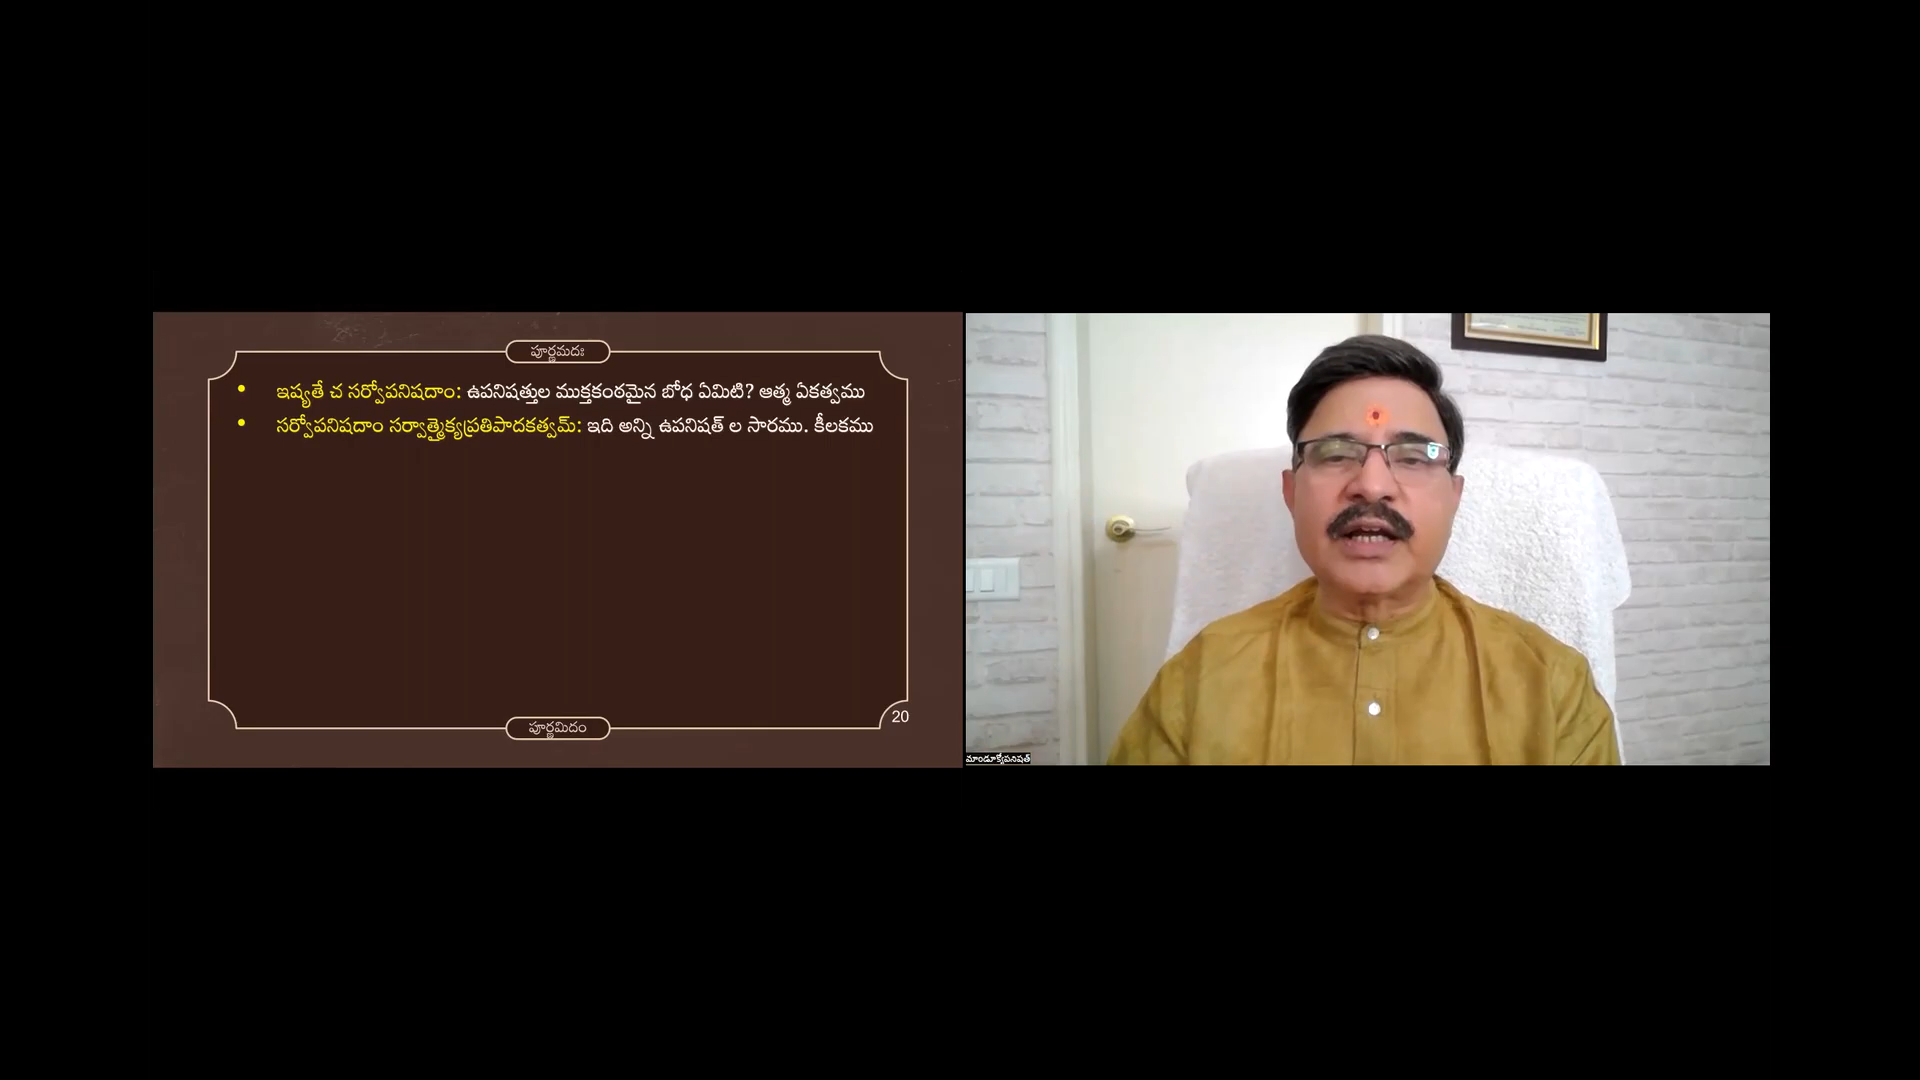 పూర్ణమదః
• ఇష్యతే చ సర్వోపనిషదాం: ఉపనిషత్తుల ముక్తకంఠమైన బోధ ఏమిటి? ఆత్మ ఏకత్వము
• సర్వోపనిషదాం సర్వాత్మైక్యప్రతిపాదకత్వమ్: ఇది అన్ని ఉపనిషత్ ల సారము. కీలకము
20
పూర్ణమిదం
మాండూక్యోపనిషత్